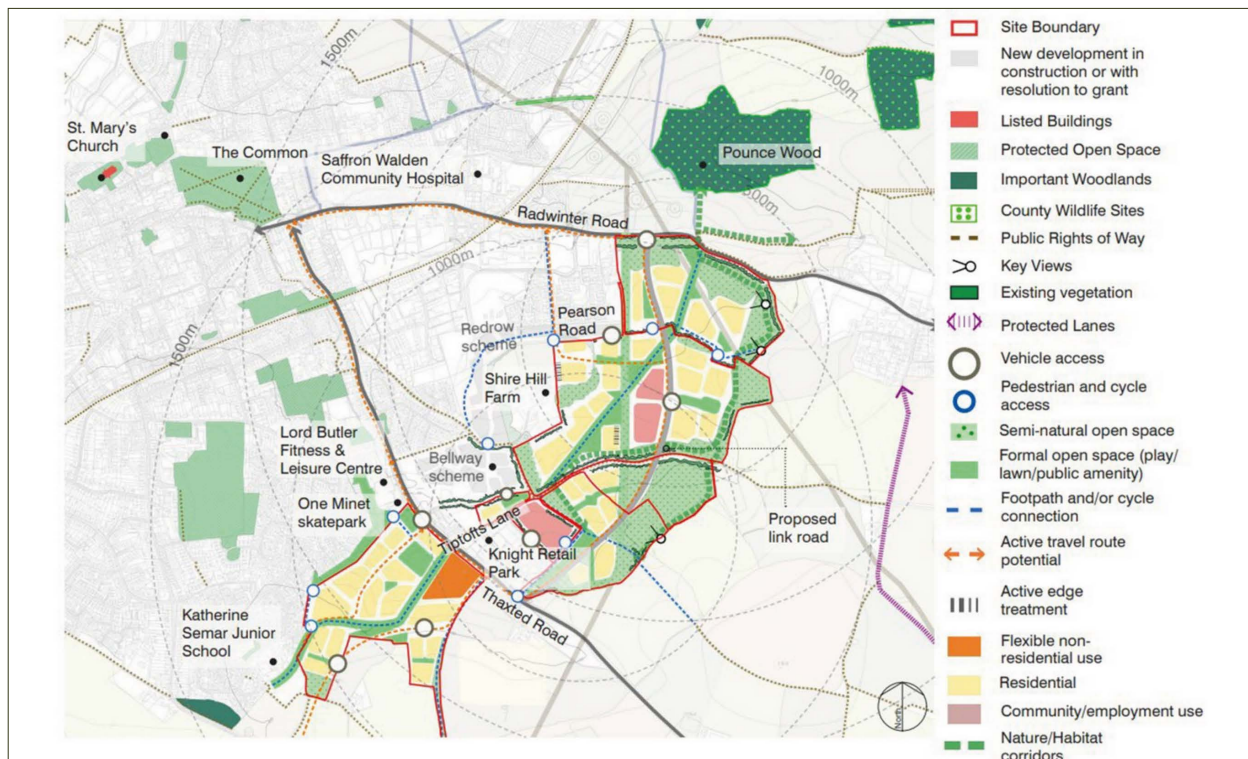 1500m
1000m
St. Mary's
Church
The Common
Saffron Walden
Community Hospital
Pounce Wood
500m
Radwinter Road
1000m
1500m
Pearson
Road
Redrow
scheme
Shire Hill
Farm
Lord Butler
Fitness &
Leisure Centre
Bellway
scheme
One Minet
skatepark
Tiptofts Lane
Knight Retail
Park
Proposed
link road
Thaxted Road
Katherine
Semar Junior
School
North
Site Boundary
New development in
construction or with
resolution to grant
Listed Buildings
Protected Open Space
Important Woodlands
County Wildlife Sites
Public Rights of Way
Key Views
Existing vegetation
Protected Lanes
Vehicle access
Pedestrian and cycle
access
Semi-natural open space
Formal open space (play/
lawn/public amenity)
Footpath and/or cycle
connection
Active travel route
potential
Active edge
treatment
Flexible non-
residential use
Residential
Community/employment use
Nature/Habitat
corridors